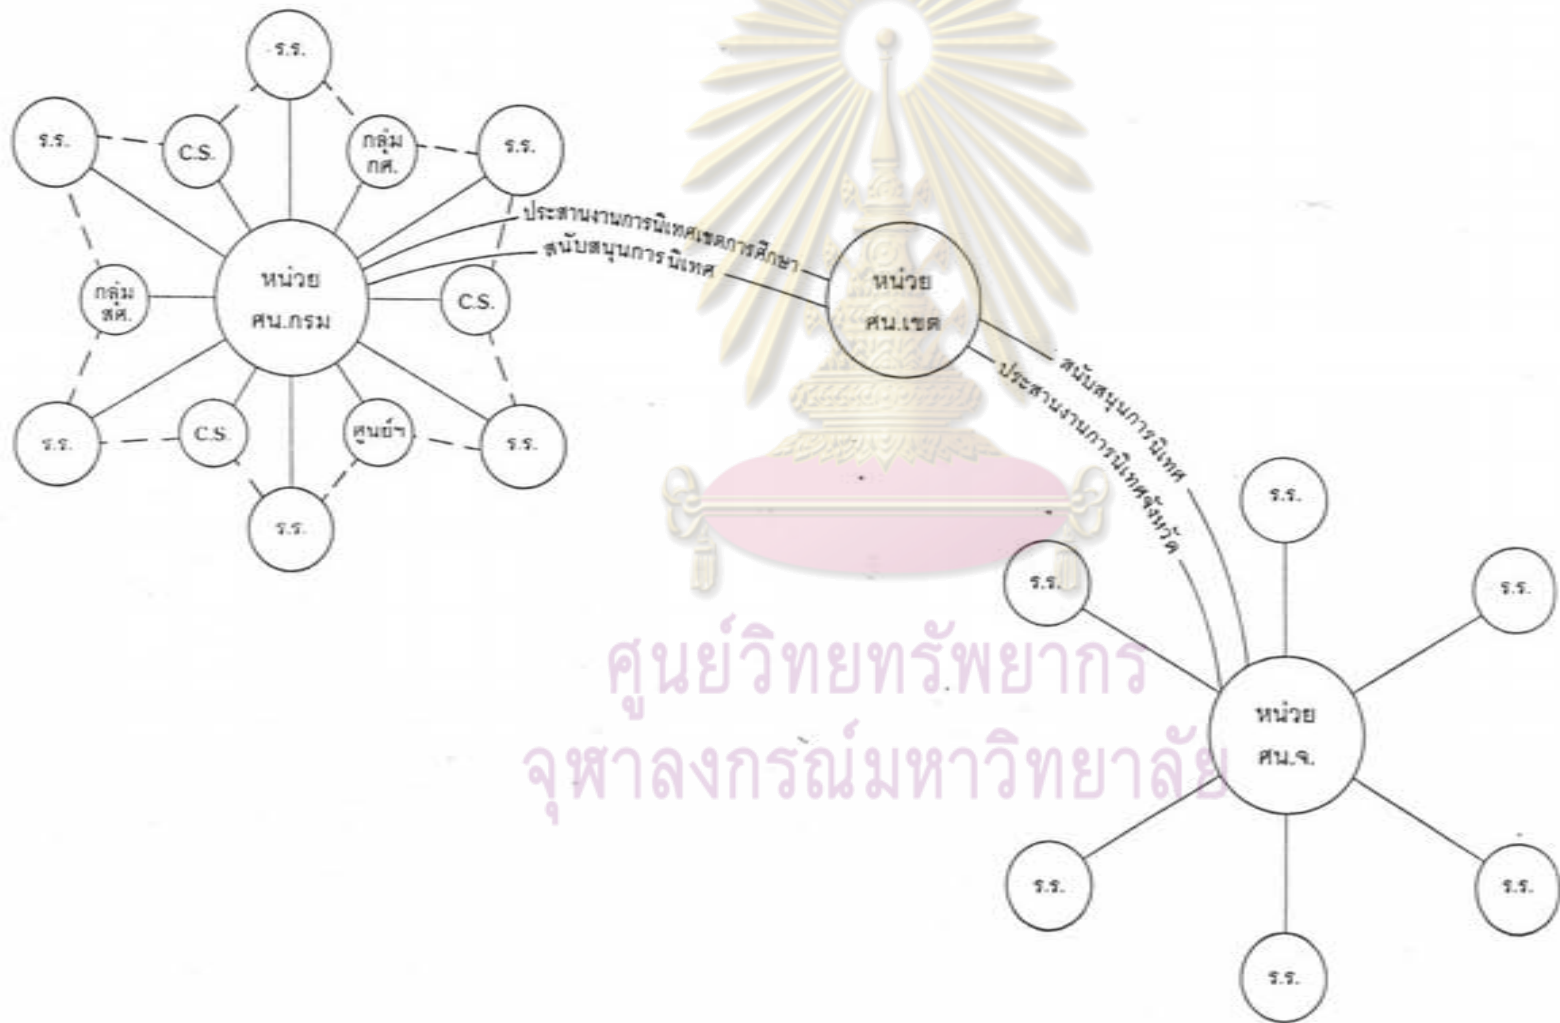 ร.ร.
ร.ร.
C.S.
กลุ่ม
กศ.
ร.ร.
ประสานงานการนิเทศเขตการศึกษา
สนับสนุนการนิเทศ
กลุ่ม
สศ.
หน่วย
ศน.กรม
C.S.
หน่วย
ศน.เขต
ร.ร.
C.S.
ศูนย์ฯ
ร.ร.
ร.ร.
สนับสนุนการนิเทศ
ประสานงานการนิเทศจังหวัด
ร.ร.
ร.ร.
ร.ร.
ศูนย์วิทยทรัพยากร
จุฬาลงกรณ์มหาวิทยาลัย
หน่วย
ศน.จ.
ร.ร.
ร.ร.
ร.ร.